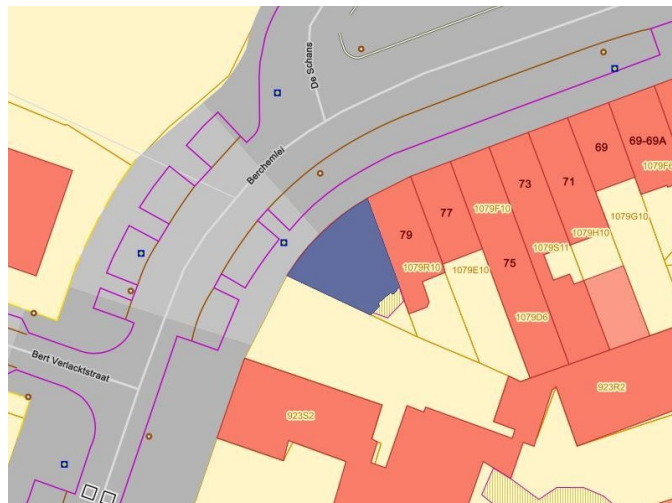 De Schans
Berchemlei
Bert Verlacktstraat
69
69-69A
1079F6
71
73
77
79
75
1079F10
1079G10
1079H10
1079S11
1079R10
1079E10
1079D6
923S2
923R2